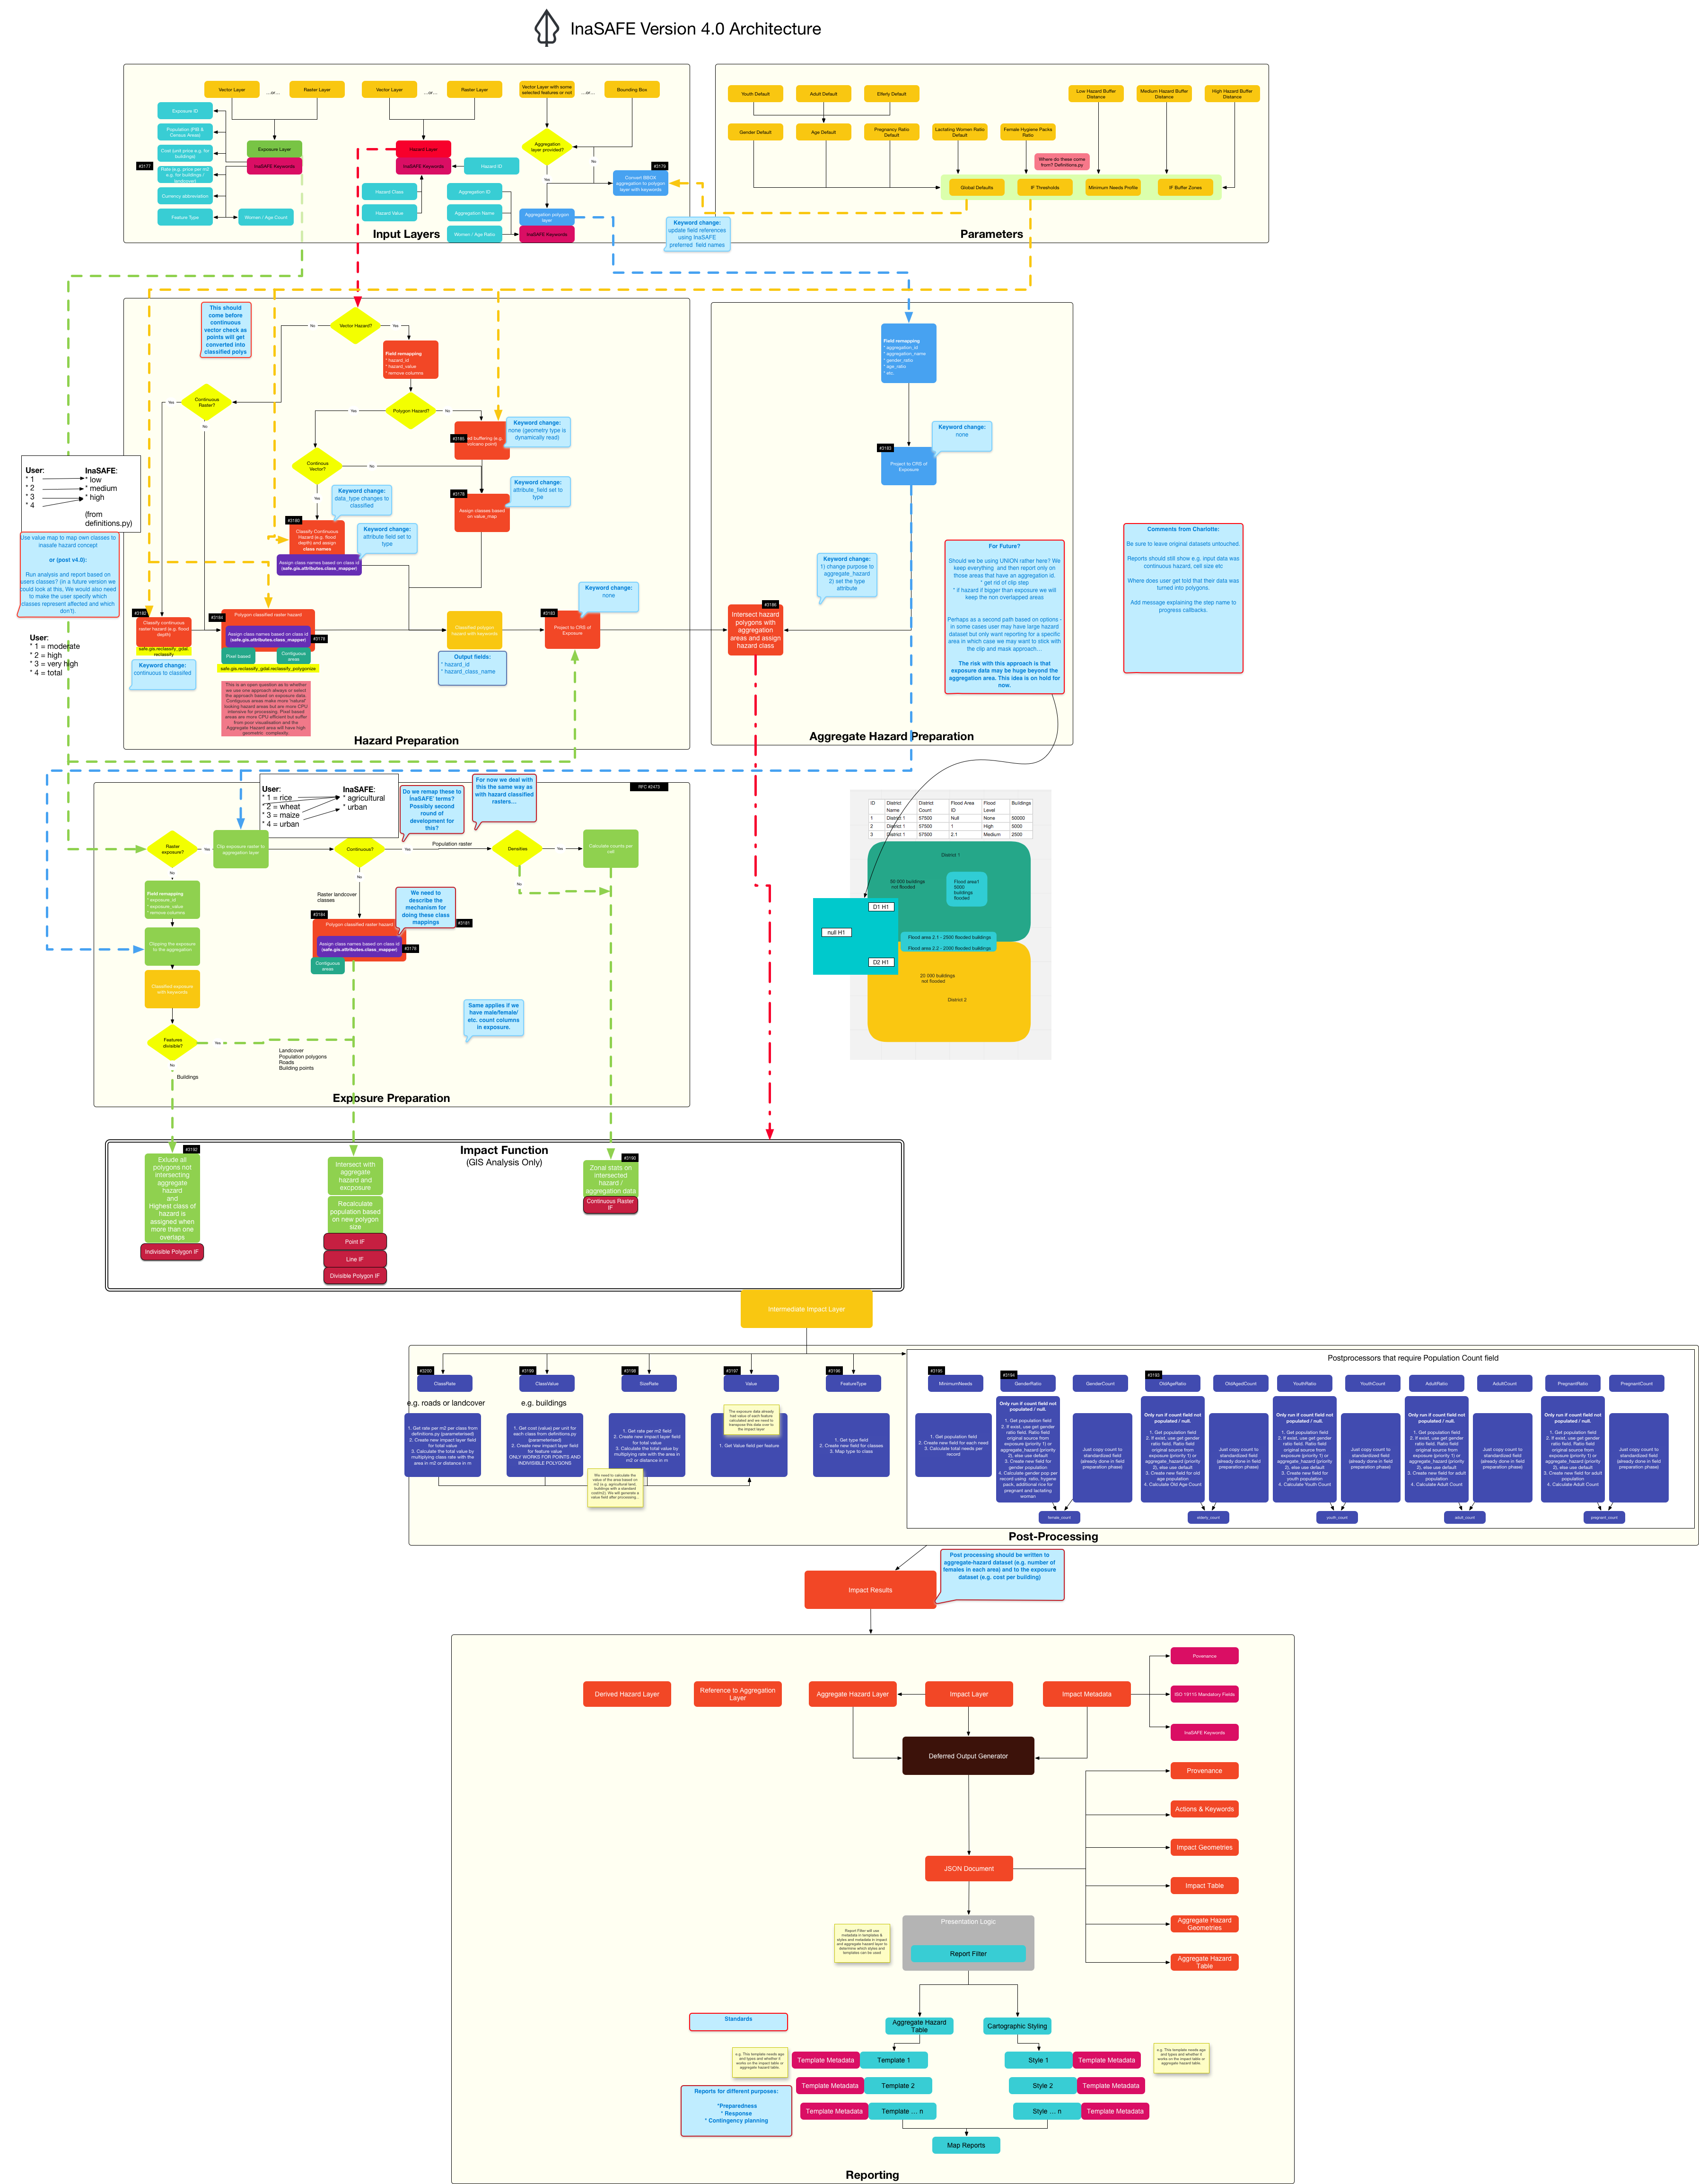 InaSAFE Version 4.0 Architecture
Vector Layer
...or...
Raster Layer
Vector Layer
...or...
Raster Layer
Vector Layer with some
selected features or not
...or...
Bounding Box
Exposure ID
Population (PIB &
Census Areas)
Cost (unit price e.g. for
buildings)
#3177
Rate (e.g. price per m2
e.g. for buildings /
Currency abbreviation
Feature Type
Women / Age Count
Exposure Layer
InaSAFE Keywords
Hazard Layer
InaSAFE Keywords
Hazard ID
Hazard Class
Hazard Value
Aggregation ID
Aggregation Name
Women / Age Ratio
Aggregation
layer provided?
No
Yes
#3179
Convert BBOX
aggregation to polygon
layer with keywords
Aggregation polygon
layer
InaSAFE Keywords
Input Layers
Keyword change:
update field references
using InaSAFE
preferred field names
Youth Default
Adult Default
Elferly Default
Low Hazard Buffer
Distance
Medium Hazard Buffer
Distance
High Hazard Buffer
Distance
Gender Default
Age Default
Pregnancy Ratio
Default
Lactating Women Ratio
Default
Female Hygiene Packs
Ratio
Where do these come
from? Definitions.py
Global Defaults
IF Thresholds
Minimum Needs Profile
IF Buffer Zones
Parameters
This should
come before
continuous
vector check as
points will get
converted into
classified polys
No
Vector Hazard?
Yes
Field remapping
* hazard_id
* hazard_value
* remove columns
Yes
Continuous
Raster?
No
Yes
Polygon Hazard?
No
#3185
buffering (e.g.
point)
Keyword change:
none (geometry type is
dynamically read)
Continous
Vector?
No
Yes
Keyword change:
data_type changes to
classified
#3178
Assign classes based
on value_map
Keyword change:
attribute_field set to
type
Classify Continuous
Hazard (e.g. flood
depth) and assign
class names
Keyword change:
attribute field set to
type
Assign class names based on class id
(safe.gis.attributes.class_mapper)
User:
* 1
* 2
* 3
* 4
InaSAFE:
* low
* medium
* high
(from
definitions.py)
Use value map to map own classes to
inasafe hazard concept
or (post v4.0):
Run analysis and report based on
users classes? (in a future version we
could look at this. We would also need
to make the user specify which
classes represent affected and which
don't).
User:
* 1 = moderate
* 2 = high
* 3 = very high
* 4 = total
Classify continuous
raster hazard (e.g. flood
depth)
safe.gis.reclassify_gdal.
reclassify
Keyword change:
continuous to classified
#3184
Polygon classified raster hazard
Assign class names based on class id
(safe.gis.attributes.class_mapper)
#3178
Pixel based
Contiguous
areas
safe.gis.reclassify_gdal.reclassify_polygonize
This is an open question as to whether
we use one approach always or select
the approach based on exposure data.
Contiguous areas make more 'natural'
looking hazard areas but are more CPU
intensive for processing. Pixel based
areas are more CPU efficient but suffer
from poor visualization and the
Aggregate Hazard area will have high
geometric complexity.
Classified polygon
hazard with keywords
Output fields:
* hazard_id
* hazard_class_name
Keyword change:
none
#3183
Project to CRS of
Exposure
Hazard Preparation
Field remapping
* aggregation_id
* aggregation_name
* gender_ratio
* age_ratio
* etc.
Keyword change:
none
#3183
Project to CRS of
Exposure
Keyword change:
1) change purpose to
aggregate_hazard
2) set the type
attribute
#3186
Intersect hazard
polygons with
aggregation
areas and assign
hazard class
For Future?
Should we be using UNION rather here? We
keep everything and then report only on
those areas that have an aggregation id.
* get rid of clip step
* if hazard if bigger than exposure we will
keep the non overlapped areas
Perhaps as a second path based on options -
in some cases user may have large hazard
dataset but only want reporting for a specific
area in which case we may want to stick with
the clip and mask approach...
The risk with this approach is that
exposure data may be huge beyond the
aggregation area. This idea is on hold for
now.
Aggregate Hazard Preparation
Comments from Charlotte:
Be sure to leave original datasets untouched.
Reports should still show e.g. input data was
continuous hazard, cell size etc
Where does user get told that their data was
turned into polygons.
Add message explaining the step name to
progress callbacks.
User:
* 1 = rice
* 2 = wheat
* 3 = maize
* 4 = urban
InaSAFE:
* agricultural
* urban
Do we remap these to
InaSAFE' terms?
Possibly second
round of
development for
this?
For now we deal with
this the same way as
with hazard classified
rasters...
RFC #2473
Raster
exposure?
Yes
Clip exposure raster to
aggregation layer
Continuous?
Yes
Population raster
Densities
Yes
Calculate counts per
cell
No
No
No
Field remapping
* exposure_id
* exposure_value
* remove columns
Raster landcover
classes
We need to
describe the
mechanism for
doing these class
mappings
#3184
Polygon classified raster hazard
#3181
Assign class names based on class id
(safe.gis.attributes.class_mapper)
#3178
Contiguous
areas
Clipping the exposure
to the aggregation
Classified exposure
with keywords
Same applies if we
have male/female/
etc. count columns
in exposure.
Features
divisible?
Yes
No
Landcover
Population polygons
Roads
Building points
Buildings
Exposure Preparation
ID
District
Name
District
Count
Flood Area
ID
Flood
Level
Buildings
1
District 1
57500
Null
None
50000
2
District 1
57500
1
High
5000
3
District 1
57500
2.1
Medium
2500
District 1
50 000 buildings
not flooded
Flood area1
5000
buildings
flooded
D1 H1
null H1
Flood area 2.1 - 2500 flooded buildings
Flood area 2.2 - 2000 flooded buildings
D2 H1
20 000 buildings
not flooded
District 2
Impact Function
(GIS Analysis Only)
#3192
Exlude all
polygons not
intersecting
aggregate
hazard
and
Highest class of
hazard is
assigned when
more than one
overlaps
Indivisible Polygon IF
Intersect with
aggregate
hazard and
excposure
Recalculate
population based
on new polygon
size
Point IF
Line IF
Divisible Polygon IF
#3190
Zonal stats on
intersected
hazard /
aggregation data
Continuous Raster
IF
Intermediate Impact Layer
Postprocessors that require Population Count field
#3200
ClassRate
#3199
ClassValue
#3198
SizeRate
#3197
Value
#3196
FeatureType
#3195
MinimumNeeds
#3194
GenderRatio
GenderCount
#3193
OldAgeRatio
OldAgedCount
YouthRatio
YouthCount
AdultRatio
AdultCount
PregnantRatio
PregnantCount
e.g. roads or landcover
1. Get rate per m2 per class from
definitions.py (parameterised)
2. Create new impact layer field
for total value
3. Calculate the total value by
multiplying class rate with the
area in m2 or distance in m
e.g. buildings
1. Get cost (value) per unit for
each class from definitions.py
(parameterised)
2. Create new impact layer field
for feature value
ONLY WORKS FOR POINTS AND
INDIVISIBLE POLYGONS
1. Get rate per m2 field
2. Create new impact layer field
for total value
3. Calculate the total value by
multiplying rate with the area in
m2 or distance in m
We need to calculate the
value of the area based on
m2 (e.g. agricultural land,
buildings with a standard
cost/m2). We will generate a
value field after processing...
The exposure data already
had value of each feature
calculated and we need to
transpose this date over to
the impact layer
1. Get Value field per feature
1. Get type field
2. Create new field for classes
3. Map type to class
1. Get population field
2. Create new field for each need
3. Calculate total needs per
record
Only run if count field not
populated / null.
1. Get population field
2. If exist, use get gender
ratio field. Ratio field
original source from
exposure (priority 1) or
aggregate_hazard (priority
2), else use default
3. Create new field for
gender population
4. Calculate gender pop per
record using ratio, hygiene
pack, additional rice for
pregnant and lactating
woman
Just copy count to
standardized field
(already done in field
preparation phase)
Only run if count field not
populated / null.
1. Get population field
2. If exist, use get gender
ratio field. Ratio field
original source from
exposure (priority 1) or
aggregate_hazard (priority
2), else use default
3. Create new field for old
age population
4. Calculate Old Age Count
Just copy count to
standardized field
(already done in field
preparation phase)
Only run if count field not
populated / null.
1. Get population field
2. If exist, use get gender
ratio field. Ratio field
original source from
exposure (priority 1) or
aggregate_hazard (priority
2), else use default
3. Create new field for
youth population
4. Calculate Youth Count
Just copy count to
standardized field
(already done in field
preparation phase)
Only run if count field not
populated / null.
1. Get population field
2. If exist, use get gender
ratio field. Ratio field
original source from
exposure (priority 1) or
aggregate_hazard (priority
2), else use default
3. Create new field for adult
population
4. Calculate Adult Count
Just copy count to
standardized field
(already done in field
preparation phase)
Only run if count field not
populated / null.
1. Get population field
2. If exist, use get gender
ratio field. Ratio field
original source from
exposure (priority 1) or
aggregate_hazard (priority
2), else use default
3. Create new field for adult
population
4. Calculate Adult Count
Just copy count to
standardized field
(already done in field
preparation phase)
female_count
elderly_count
youth_count
adult_count
pregnant_count
Post-Processing
Post processing should be written to
aggregate-hazard dataset (e.g. number of
females in each area) and to the exposure
dataset (e.g. cost per building)
Impact Results
Povenance
Derived Hazard Layer
Reference to Aggregation
Layer
Aggregate Hazard Layer
Impact Layer
Impact Metadata
ISO 19115 Mandatory Fields
InaSAFE Keywords
Deferred Output Generator
Provenance
Actions & Keywords
Impact Geometries
JSON Document
Impact Table
Aggregate Hazard
Geometries
Aggregate Hazard
Table
Presentation Logic
Report Filter
Report Filter will use
metadata in templates &
styles and metadata in impact
and aggregate hazard layer to
determine which styles and
templates can be used
Standards
Aggregate Hazard
Table
Cartographic Styling
e.g. This template needs age
and types and whether it
works on the impact table or
aggregate hazard table.
Template Metadata
Template 1
Style 1
Template Metadata
e.g. This template needs age
and types and whether it
works on the impact table or
aggregate hazard table.
Template Metadata
Template 2
Style 2
Template Metadata
Reports for different purposes:
*Preparedness
* Response
* Contingency planning
Template Metadata
Template ... n
Style ... n
Template Metadata
Map Reports
Reporting